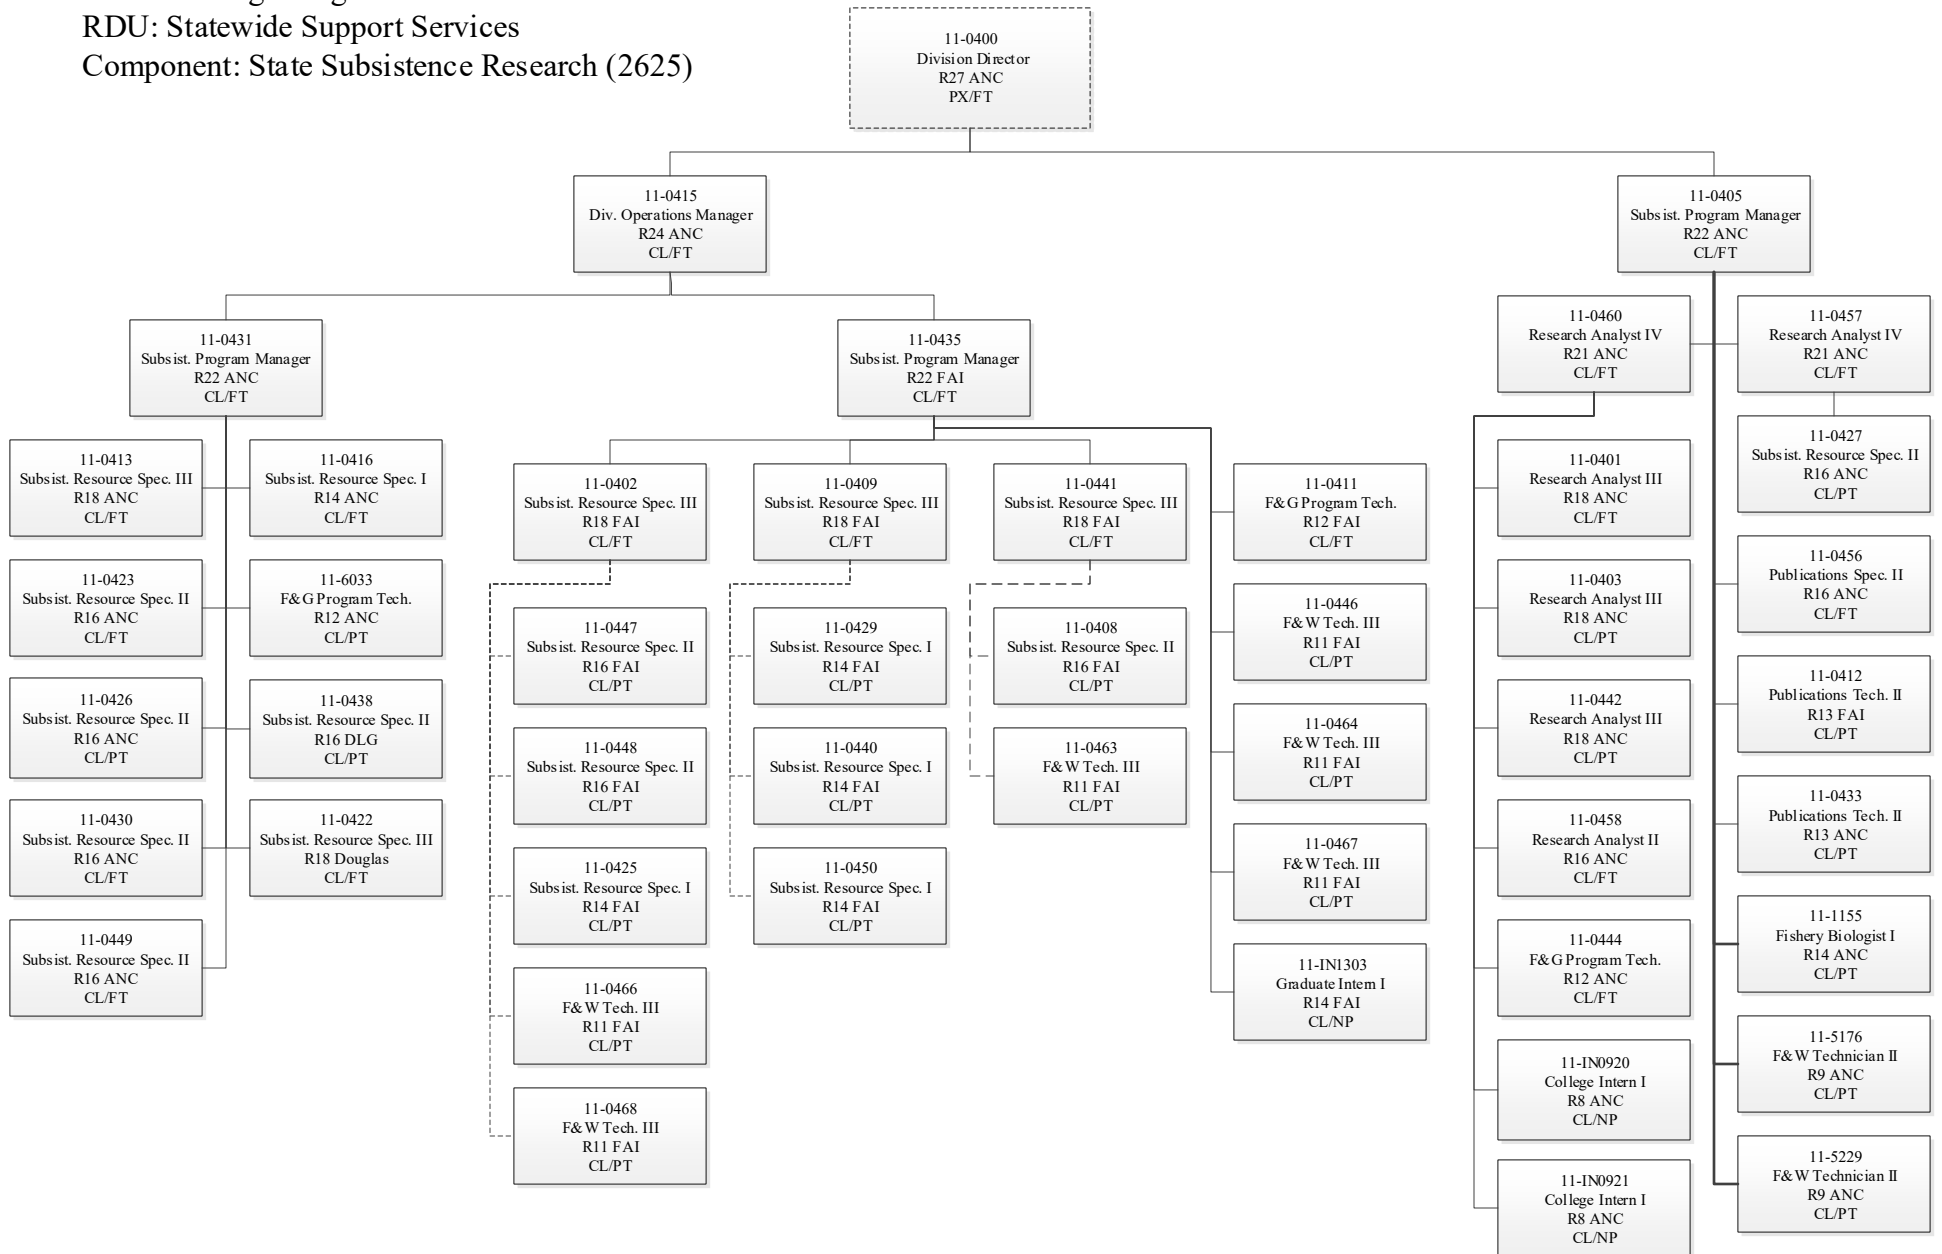 RDU: Statewide Support Services
Component: State Subsistence Research (2625)
11-0400
Division Director
R27 ANC
PX/FT
11-0415
Div. Operations Manager
R24 ANC
CL/FT
11-0405
Subsist. Program Manager
R22 ANC
CL/FT
11-0431
Subsist. Program Manager
R22 ANC
CL/FT
11-0435
Subsist. Program Manager
R22 FAI
CL/FT
11-0413
Subsist. Resource Spec. III
R18 ANC
CL/FT
11-0416
Subsist. Resource Spec. I
R14 ANC
CL/FT
11-0423
Subsist. Resource Spec. II
R16 ANC
CL/FT
11-6033
F&G Program Tech.
R12 ANC
CL/PT
11-0426
Subsist. Resource Spec. II
R16 ANC
CL/PT
11-0438
Subsist. Resource Spec. II
R16 DLG
CL/PT
11-0430
Subsist. Resource Spec. II
R16 ANC
CL/FT
11-0422
Subsist. Resource Spec. III
R18 Douglas
CL/FT
11-0449
Subsist. Resource Spec. II
R16 ANC
CL/FT
11-0402
Subsist. Resource Spec. III
R18 FAI
CL/FT
11-0447
Subsist. Resource Spec. II
R16 FAI
CL/PT
11-0448
Subsist. Resource Spec. II
R16 FAI
CL/PT
11-0425
Subsist. Resource Spec. I
R14 FAI
CL/PT
11-0466
F&W Tech. III
R11 FAI
CL/PT
11-0468
F&W Tech. III
R11 FAI
CL/PT
11-0409
Subsist. Resource Spec. III
R18 FAI
CL/FT
11-0429
Subsist. Resource Spec. I
R14 FAI
CL/PT
11-0440
Subsist. Resource Spec. I
R14 FAI
CL/PT
11-0450
Subsist. Resource Spec. I
R14 FAI
CL/PT
11-0441
Subsist. Resource Spec. III
R18 FAI
CL/FT
11-0408
Subsist. Resource Spec. II
R16 FAI
CL/PT
11-0463
F&W Tech. III
R11 FAI
CL/PT
11-0411
F&G Program Tech.
R12 FAI
CL/FT
11-0446
F&W Tech. III
R11 FAI
CL/PT
11-0464
F&W Tech. III
R11 FAI
CL/PT
11-0467
F&W Tech. III
R11 FAI
CL/PT
11-IN1303
Graduate Intern I
R14 FAI
CL/NP
11-0460
Research Analyst IV
R21 ANC
CL/FT
11-0401
Research Analyst III
R18 ANC
CL/FT
11-0403
Research Analyst III
R18 ANC
CL/PT
11-0442
Research Analyst III
R18 ANC
CL/PT
11-0458
Research Analyst II
R16 ANC
CL/FT
11-0444
F&G Program Tech.
R12 ANC
CL/FT
11-IN0920
College Intern I
R8 ANC
CL/NP
11-IN0921
College Intern I
R8 ANC
CL/NP
11-0457
Research Analyst IV
R21 ANC
CL/FT
11-0427
Subsist. Resource Spec. II
R16 ANC
CL/PT
11-0456
Publications Spec. II
R16 ANC
CL/FT
11-0412
Publications Tech. II
R13 FAI
CL/PT
11-0433
Publications Tech. II
R13 ANC
CL/PT
11-1155
Fishery Biologist I
R14 ANC
CL/PT
11-5176
F&W Technician II
R9 ANC
CL/PT
11-5229
F&W Technician II
R9 ANC
CL/PT